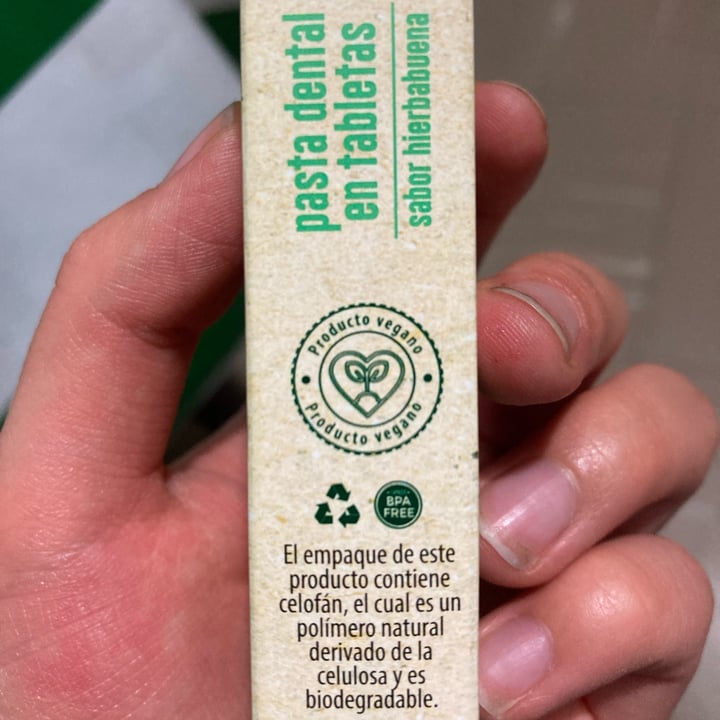 pasta dental
en tabletas
sabor hierbabuena
Producto vegano
Producto vegano
BPA
FREE
El empaque de este
producto contiene
celofán, el cual es un
polímero natural
derivado de la
celulosa y es
biodegradable.